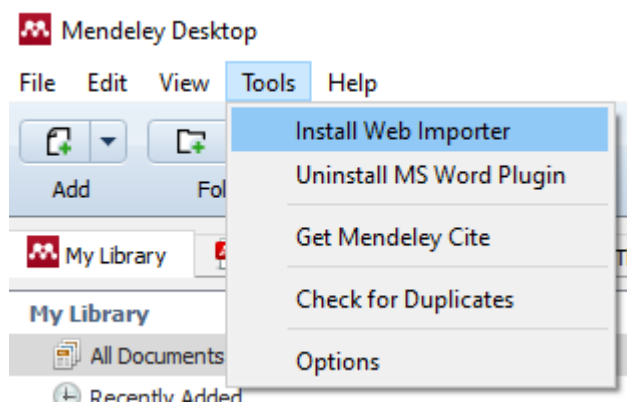 Mendeley Desktop
File Edit View Tools Help
Install Web Importer
Uninstall MS Word Plugin
Get Mendeley Cite
Check for Duplicates
Options
Add Fol
My Library
My Library
All Documents
Recently Added